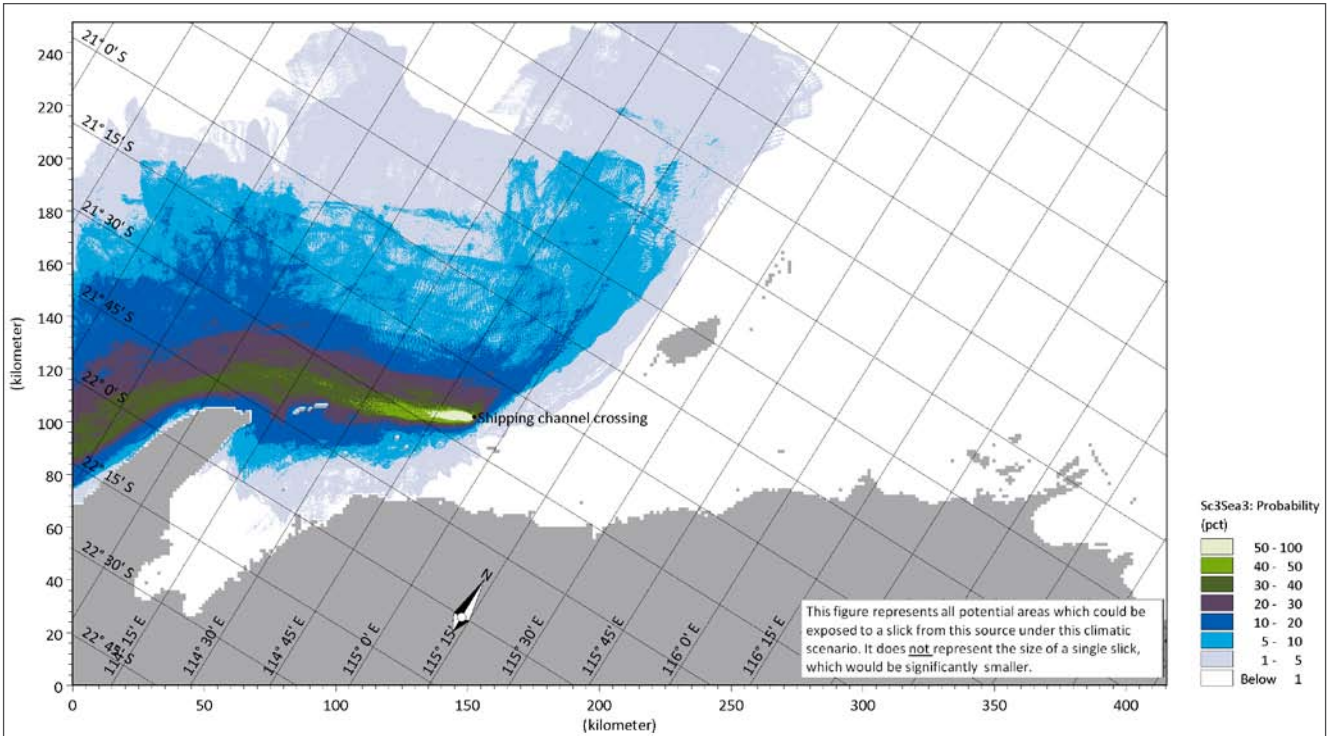 240
220
200
180
160
140
120
100
80
60
40
20
0
(kilometer)
21° 0' S
21° 15' S
21° 30' S
21° 45' S
22° 0' S
22° 15' S
22° 30' S
22° 45' S
114° 15' E
114° 30' E
114° 45' E
115° 0' E
115° 15'
115° 30' E
115° 45' E
116° 0' E
116° 15' E
Shipping channel crossing
N
This figure represents all potential areas which could be
exposed to a slick from this source under this climatic
scenario. It does not represent the size of a single slick,
which would be significantly smaller.
0 50 100 150 200 250 300 350 400
(kilometer)
Sc3Sea3: Probability
(pct)
50 - 100
40 - 50
30 - 40
20 - 30
10 - 20
5 - 10
1 - 5
Below 1